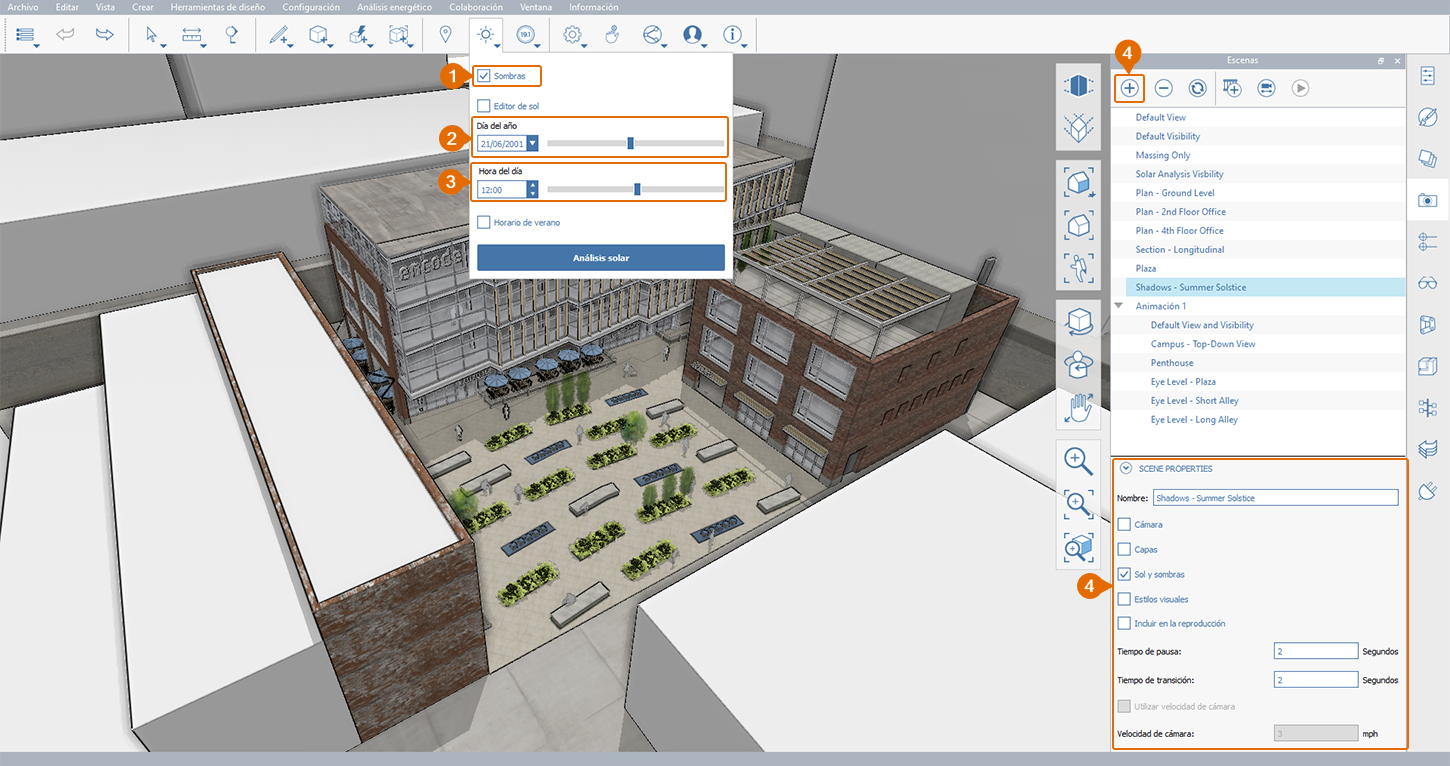 Archivo Editar Vista Crear Herramientas de diseño Configuración Análisis energético Colaboración Ventana Información
19.1
4
Escenas
1
Sombras
Editor de sol
Día del año
2
21/06/2001
Hora del día
3
12:00
Horario de verano
Análisis solar
encode
Default View
Default Visibility
Massing Only
Solar Analysis Visbility
Plan - Ground Level
Plan - 2nd Floor Office
Plan - 4th Floor Office
Section - Longitudinal
Plaza
Shadows - Summer Solstice
Animación 1
Default View and Visibility
Campus - Top-Down View
Penthouse
Eye Level - Plaza
Eye Level - Short Alley
Eye Level - Long Alley
SCENE PROPERTIES
Nombre: Shadows - Summer Solstice
Cámara
Capas
4
Sol y sombras
Estilos visuales
Incluir en la reproducción
Tiempo de pausa: 2 Segundos
Tiempo de transición: 2 Segundos
Utilizar velocidad de cámara
Velocidad de cámara: 3 mph